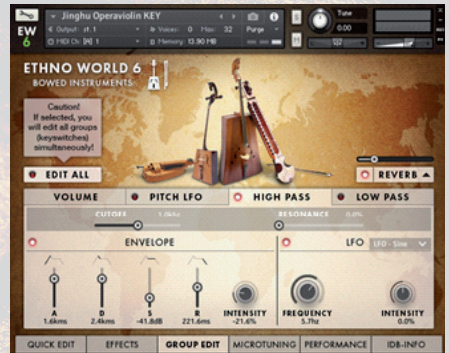 Jinghu Operaviolin KEY
Output: st.1 Voices: 0 Max: 32 Purge
MIDI Ch: [A] 1 Memory: 13.90 MB
Tune
0.00
S
M
EW
6
ETHNO WORLD 6
BOWED INSTRUMENTS
Caution!
If selected, you
will edit all groups
(keyswitches)
simultaneously!
EDIT ALL
REVERB
VOLUME PITCH LFO HIGH PASS LOW PASS
CUTOFF 1.0khz RESONANCE 0.0%
ENVELOPE LFO LFO - Sine
A D S R INTENSITY FREQUENCY INTENSITY
1.6kms 2.4kms -41.8dB 221.6ms -21.6% 5.7hz 0.0%
QUICK EDIT EFFECTS GROUP EDIT MICROTUNING PERFORMANCE IDB-INFO